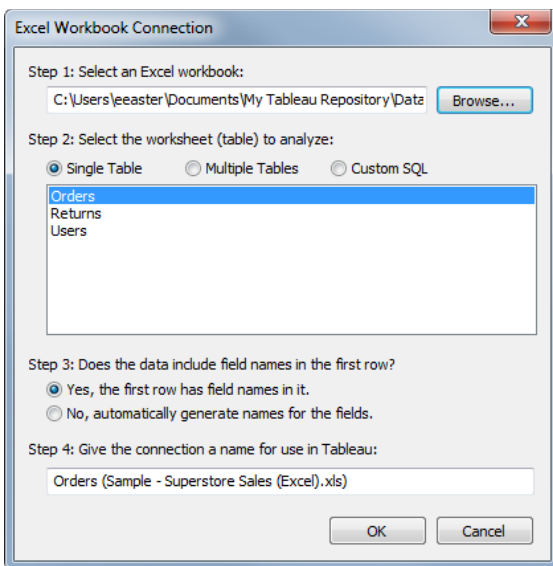 Excel Workbook Connection
Step 1: Select an Excel workbook:
C:\Users\eeaster\Documents\My Tableau Repository\Data
Browse...
Step 2: Select the worksheet (table) to analyze:
Single Table Multiple Tables Custom SQL
Orders
Returns
Users
Step 3: Does the data include field names in the first row?
Yes, the first row has field names in it.
No, automatically generate names for the fields.
Step 4: Give the connection a name for use in Tableau:
Orders (Sample - Superstore Sales (Excel).xls)
OK Cancel